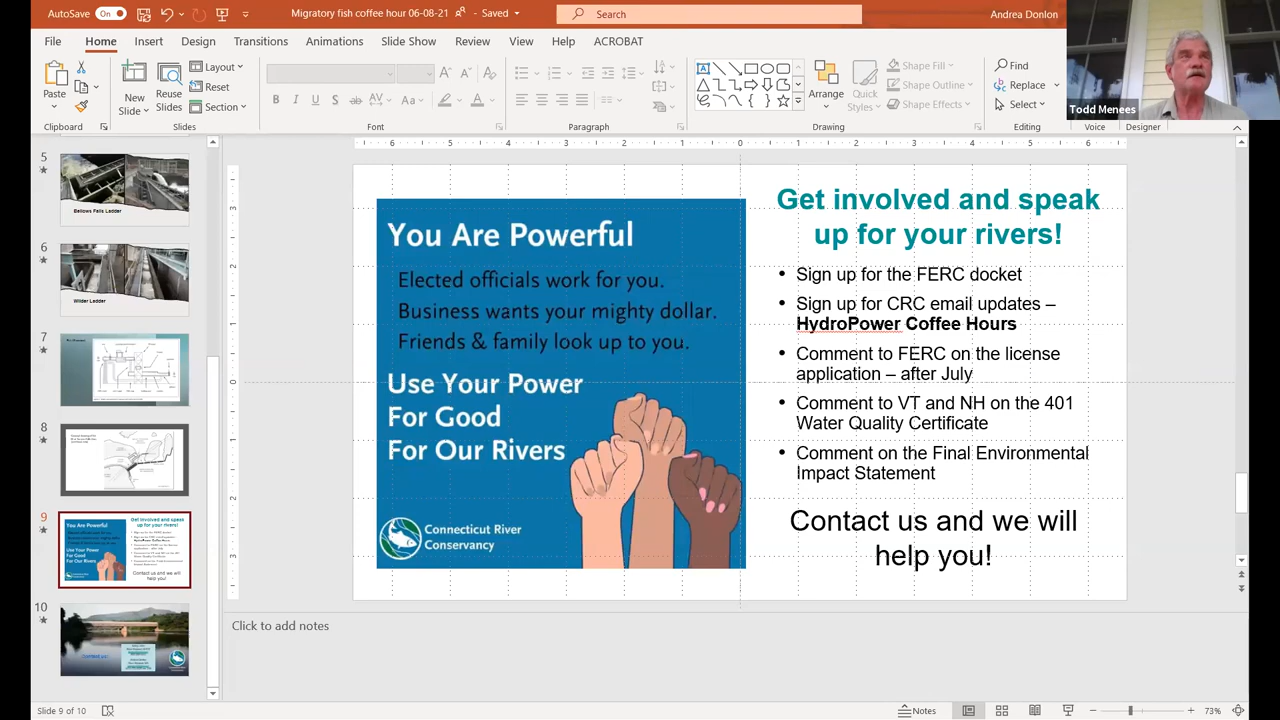 AutoSave
On
Migratory fish coffee hour 06-08-21
- Saved
Search
Andrea Donlon
File
Home
Insert
Design
Transitions
Animations
Slide Show
Review
View
Help
ACROBAT
Paste
Clipboard
New Slide
Reuse Slides
Layout
Reset
Section
Slides
Font
Paragraph
Arrange
Quick Styles
Shape Fill
Shape Outline
Shape Effects
Drawing
Find
Replace
Select
Editing
Voice
Designer
Todd Menees
5
Bellows Falls Ladder
6
Wilder Ladder
7
8
9
10
You Are Powerful
Elected officials work for you.
Business wants your mighty dollar.
Friends & family look up to you.
Use Your Power
For Good
For Our Rivers
Connecticut River
Conservancy
Get involved and speak
up for your rivers!
• Sign up for the FERC docket
• Sign up for CRC email updates –
HydroPower Coffee Hours
• Comment to FERC on the license
application – after July
• Comment to VT and NH on the 401
Water Quality Certificate
• Comment on the Final Environmental
Impact Statement
Contact us and we will
help you!
Click to add notes
Slide 9 of 10
Notes
73%